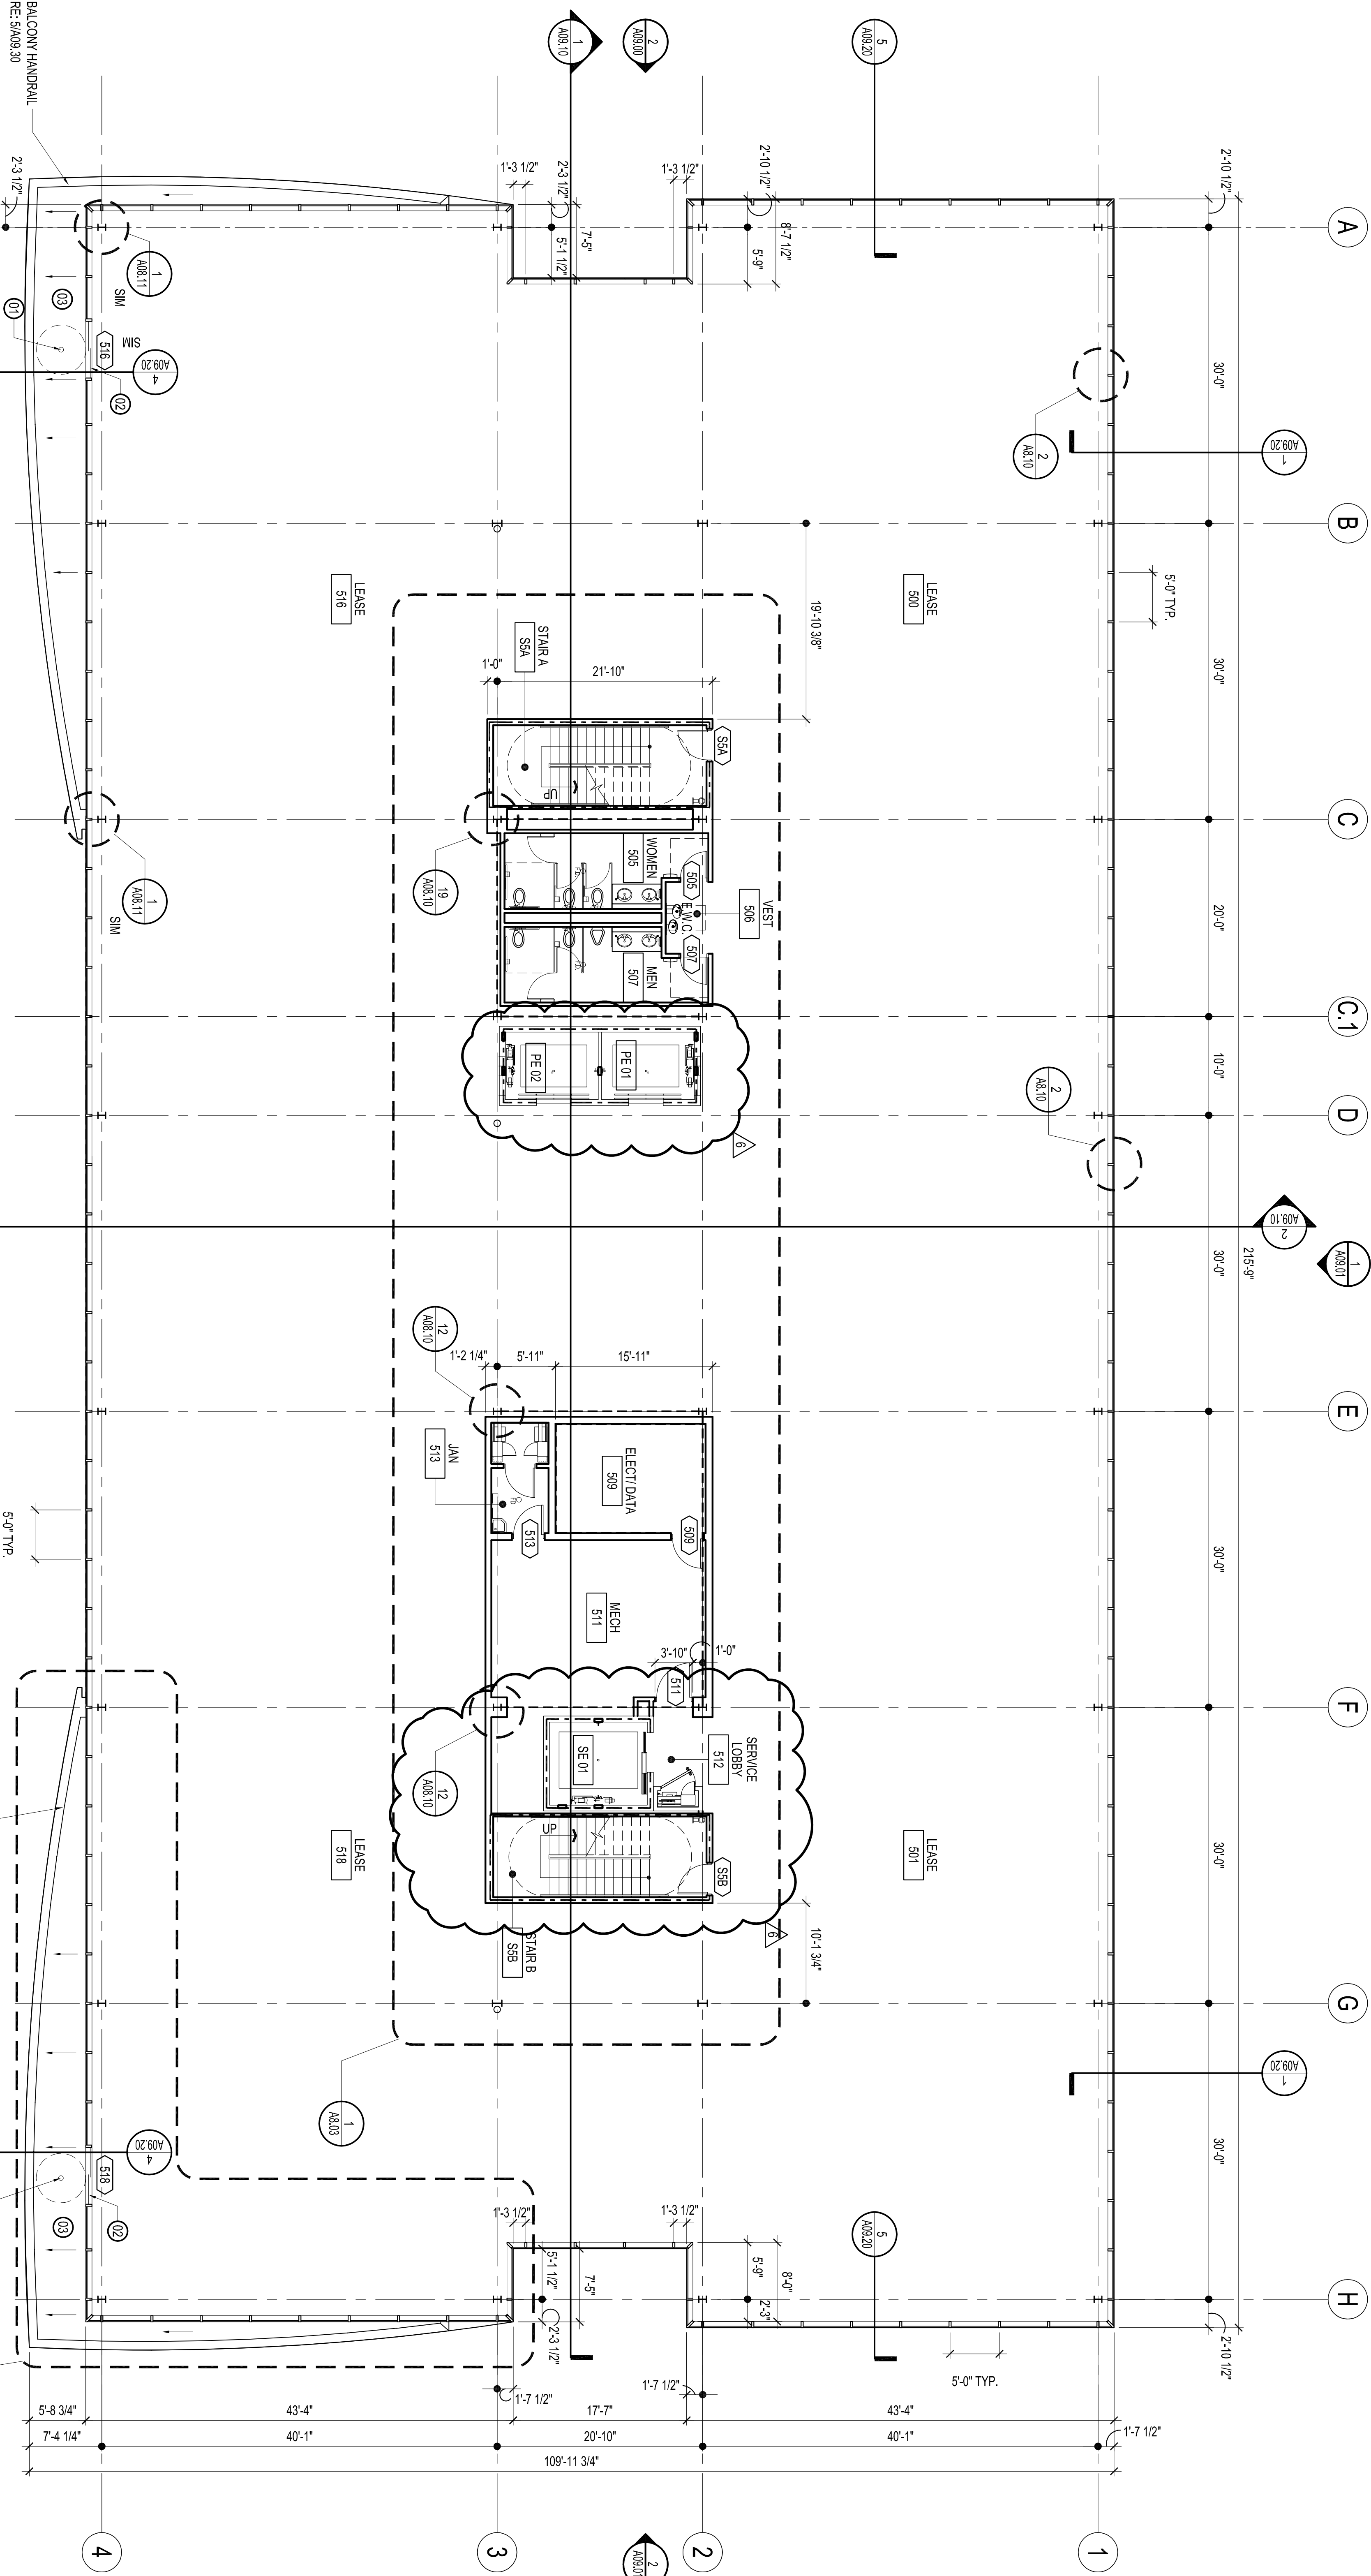 BALCONY HANDRAIL
RE: 5/A09.30
2'-3 1/2"
1
A09.10
2
A09.00
5
A09.20
2'-10 1/2"
A
B
C
C.1
D
E
F
G
H
30'-0"
30'-0"
20'-0"
10'-0"
30'-0"
30'-0"
30'-0"
30'-0"
215'-9"
2'-10 1/2"
2'-10 1/2"
8'-7 1/2"
5'-9"
1'-3 1/2"
1'-3 1/2"
2'-3 1/2"
7'-5"
5'-1 1/2"
1
A08.11
SIM
03
01
516
SIM
02
4
A09.20
2
A8.10
1
A09.20
5'-0" TYP.
LEASE
500
LEASE
516
19'-10 3/8"
21'-10"
1'-0"
STAIR A
S5A
S5A
UP
WOMEN
505
505
VEST
506
E.W.C.
507
MEN
507
19
A08.10
1
A08.11
SIM
PE 02
PE 01
6
2
A8.10
2
A09.10
1
A09.01
12
A08.10
1'-2 1/4"
5'-11"
15'-11"
JAN
513
513
ELECT/ DATA
509
509
MECH
511
511
3'-10"
1'-0"
5'-0" TYP.
SERVICE
LOBBY
512
SE 01
12
A08.10
UP
S5B
STAIR B
S5B
6
LEASE
518
LEASE
501
10'-1 3/4"
1
A8.03
1
A09.20
4
A09.20
518
02
03
5
A09.20
1'-3 1/2"
1'-3 1/2"
5'-1 1/2"
7'-5"
2'-3 1/2"
5'-9"
8'-0"
2'-3"
2'-10 1/2"
5'-0" TYP.
1'-7 1/2"
1'-7 1/2"
1'-7 1/2"
5'-8 3/4"
43'-4"
17'-7"
43'-4"
7'-4 1/4"
40'-1"
20'-10"
40'-1"
109'-11 3/4"
4
3
2
1
2
A09.01